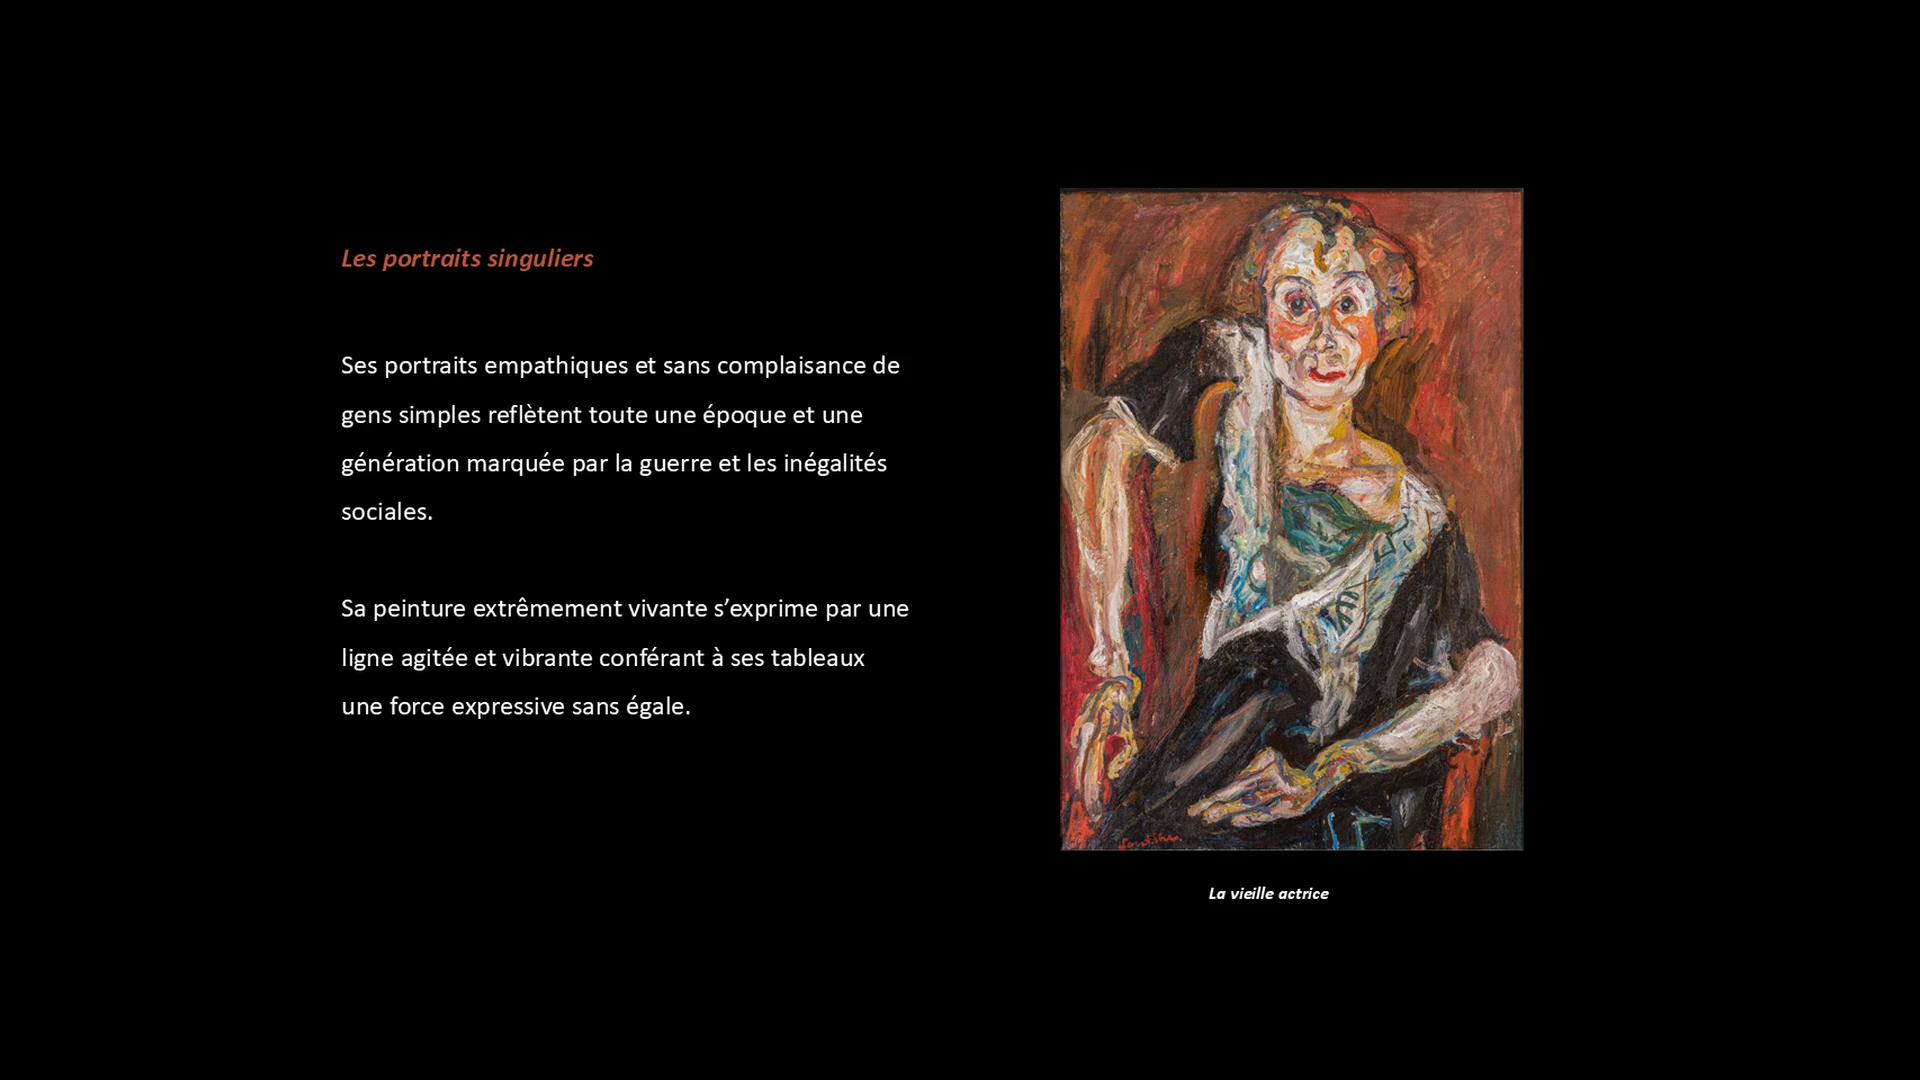 Les portraits singuliers
Ses portraits empathiques et sans complaisance de
gens simples reflètent toute une époque et une
génération marquée par la guerre et les inégalités
sociales.
Sa peinture extrêmement vivante s’exprime par une
ligne agitée et vibrante conférant à ses tableaux
une force expressive sans égale.
La vieille actrice